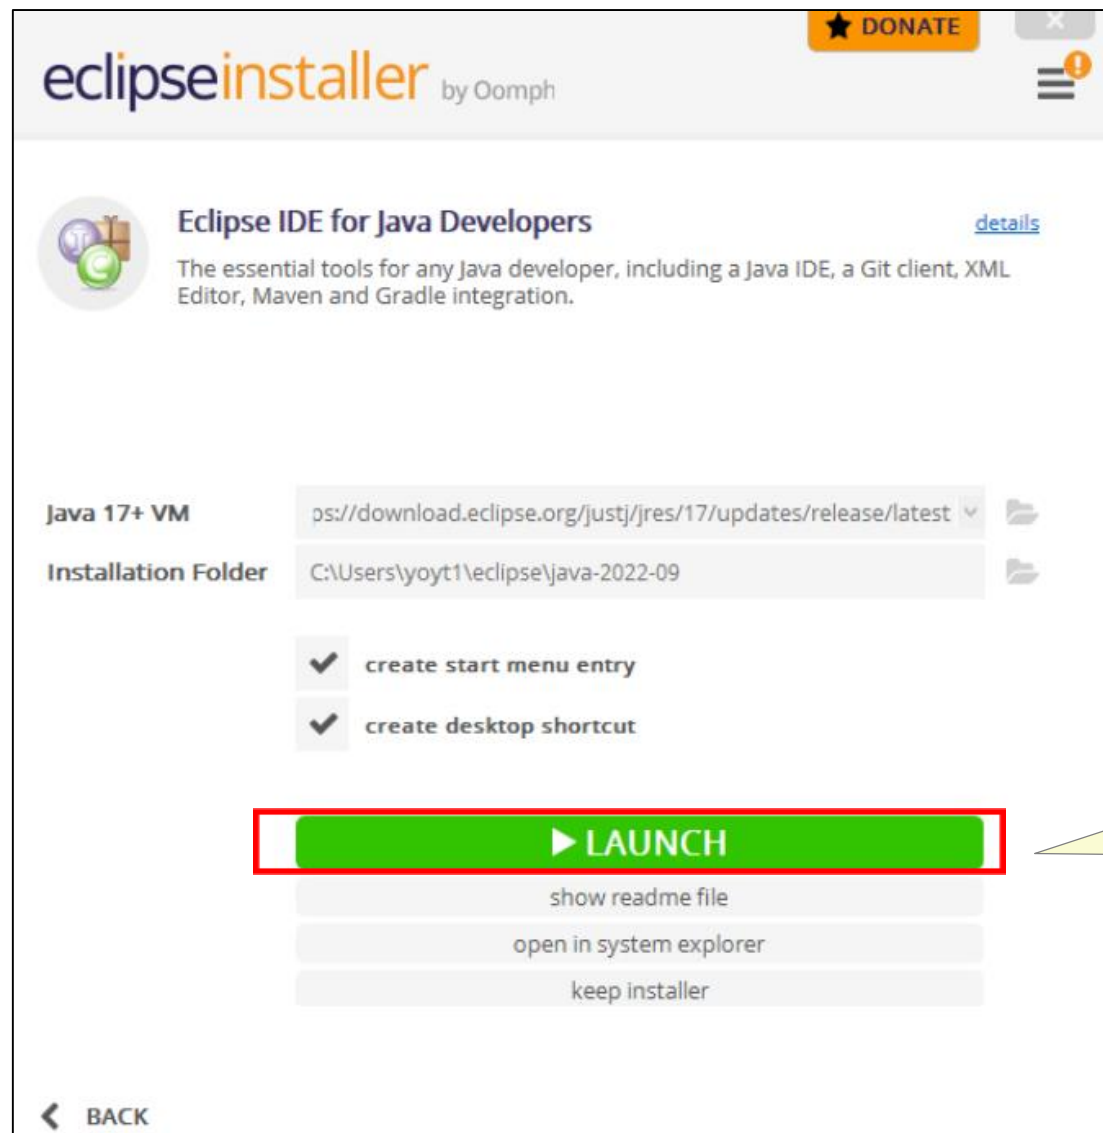 DONATE
eclipseinstaller by Oomph
Eclipse IDE for Java Developers
details
The essential tools for any Java developer, including a Java IDE, a Git client, XML
Editor, Maven and Gradle integration.
Java 17+ VM
ps://download.eclipse.org/justj/jres/17/updates/release/latest
Installation Folder
C:\Users\yoyt1\eclipse\java-2022-09
create start menu entry
create desktop shortcut
LAUNCH
show readme file
open in system explorer
keep installer
BACK